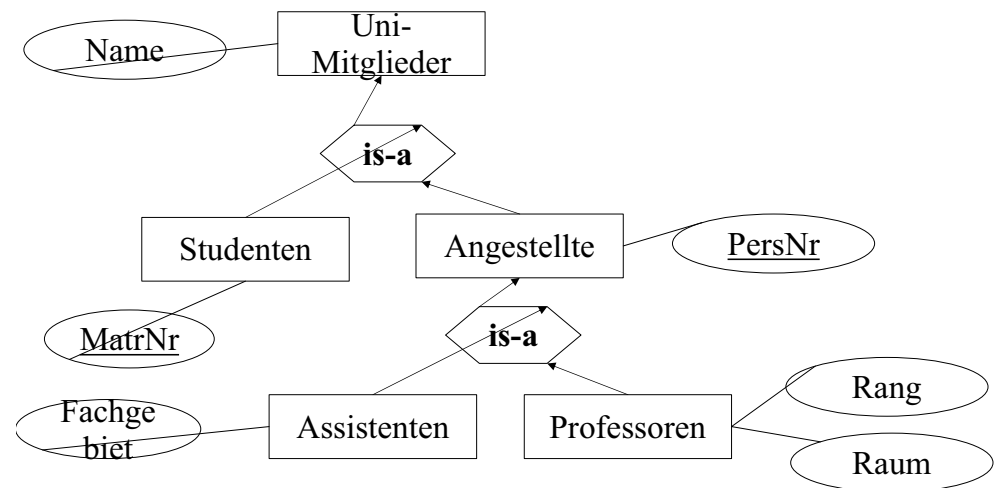 Name
Uni-
Mitglieder
is-a
Studenten
Angestellte
PersNr
MatrNr
is-a
Rang
Fachge
biet
Assistenten
Professoren
Raum